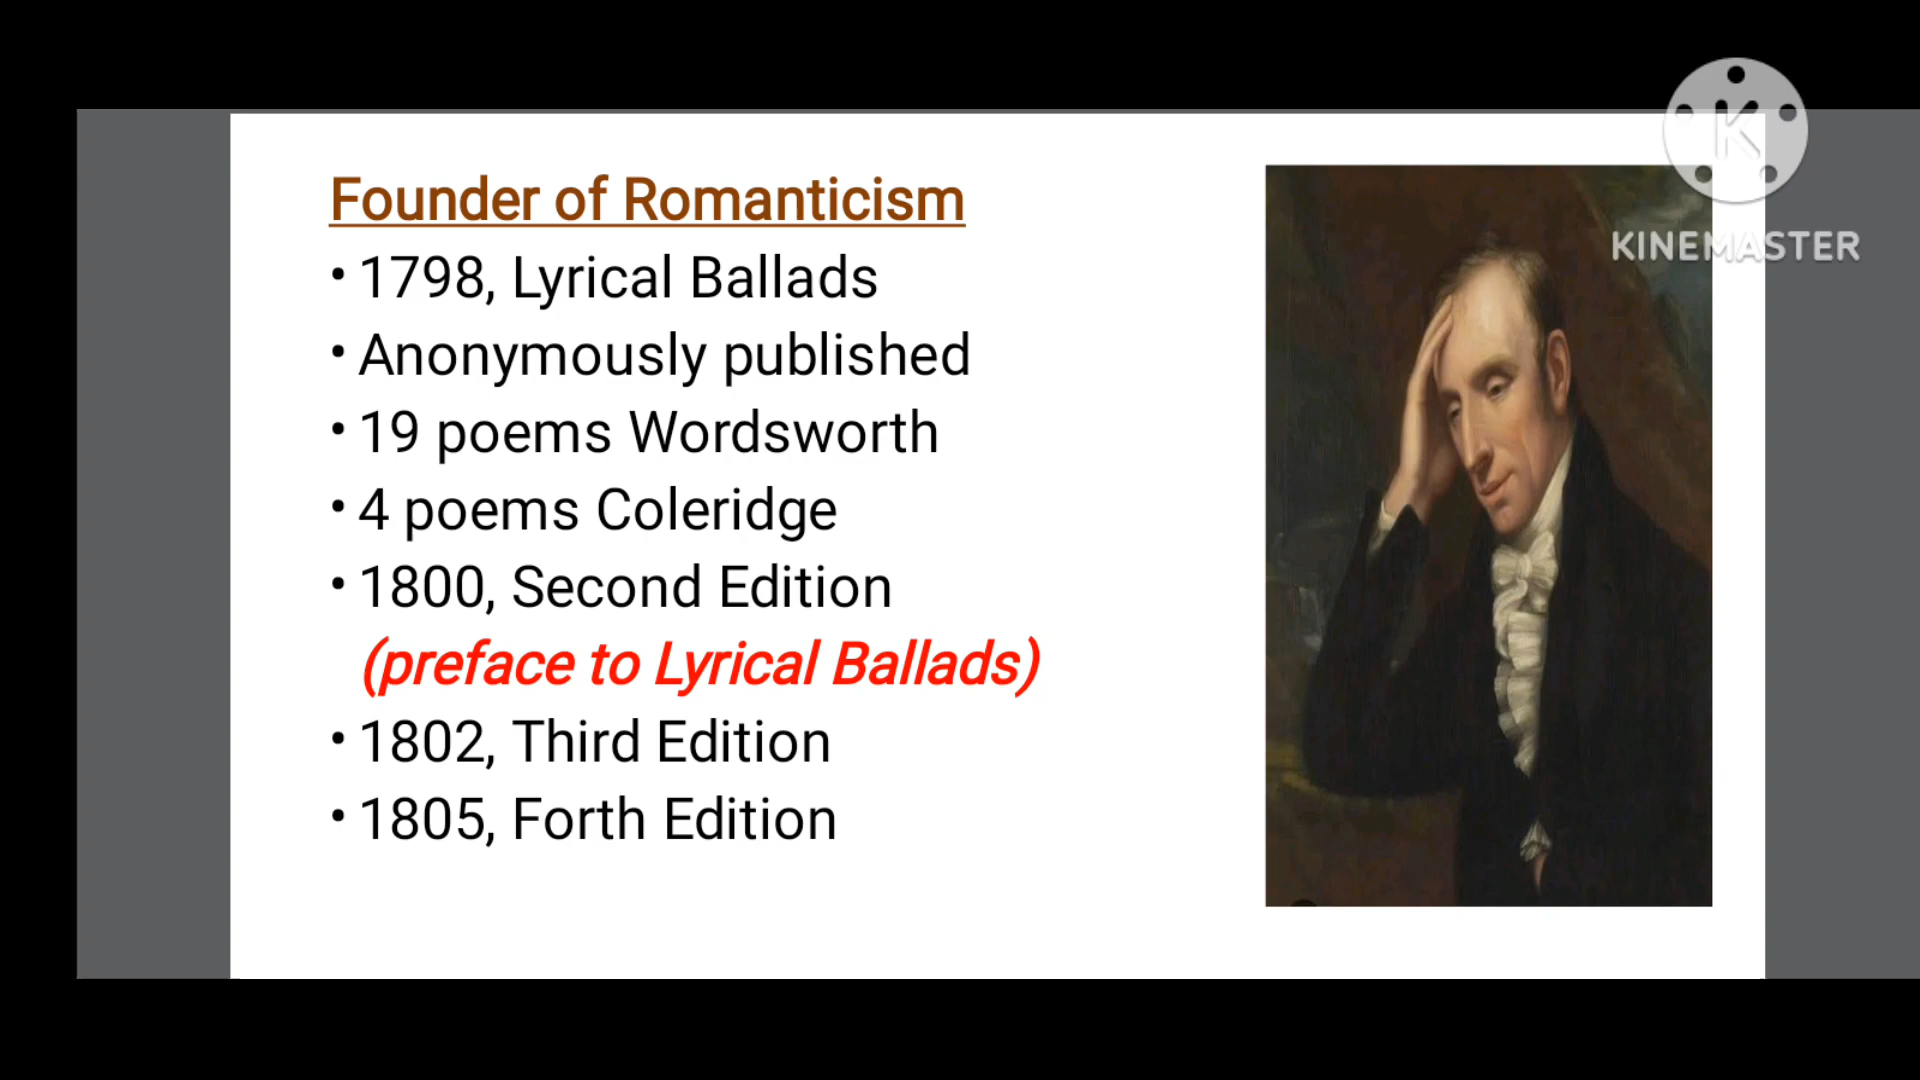 Founder of Romanticism
• 1798, Lyrical Ballads
• Anonymously published
• 19 poems Wordsworth
• 4 poems Coleridge
• 1800, Second Edition
(preface to Lyrical Ballads)
• 1802, Third Edition
• 1805, Forth Edition
K
KINEMASTER